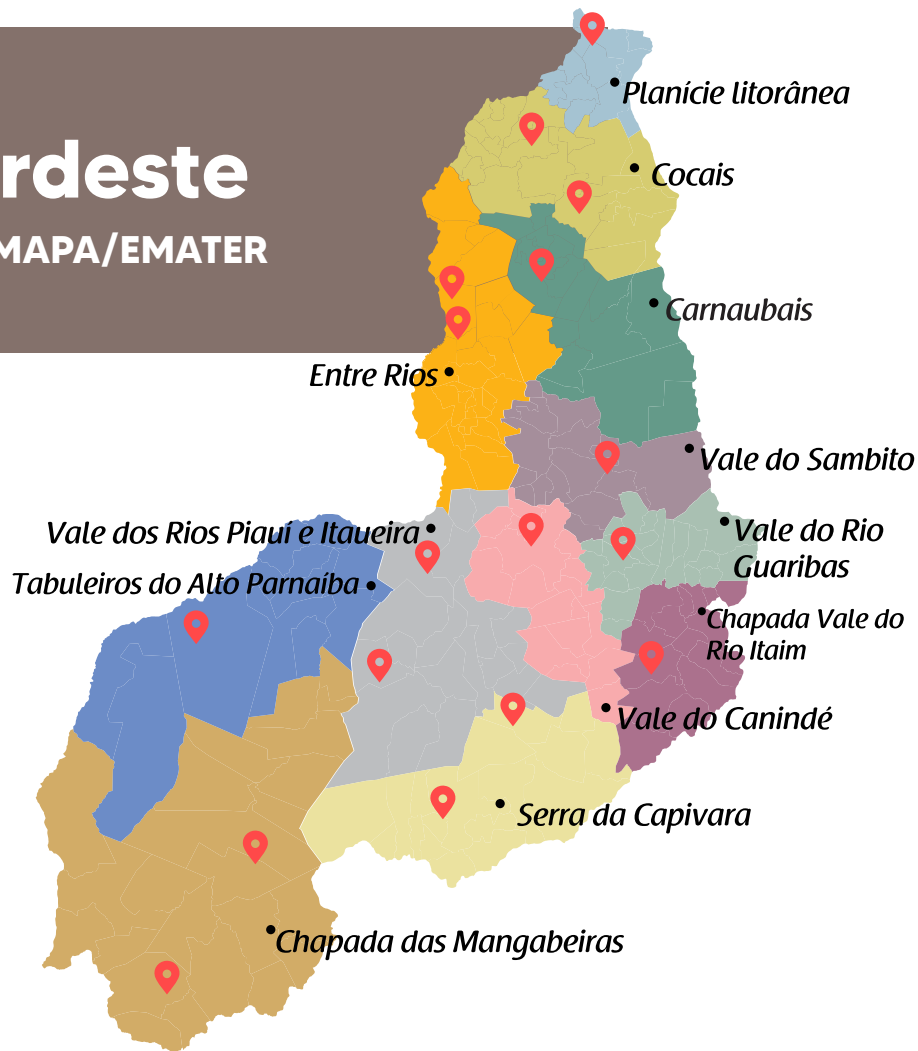 rdeste
MAPA/EMATER
Planície litorânea
Cocais
Carnaubais
Entre Rios
Vale do Sambito
Vale dos Rios Piauí e Itaueira
Vale do Rio
Guaribas
Tabuleiros do Alto Parnaíba
Chapada Vale do
Rio Itaim
Vale do Canindé
Serra da Capivara
Chapada das Mangabeiras